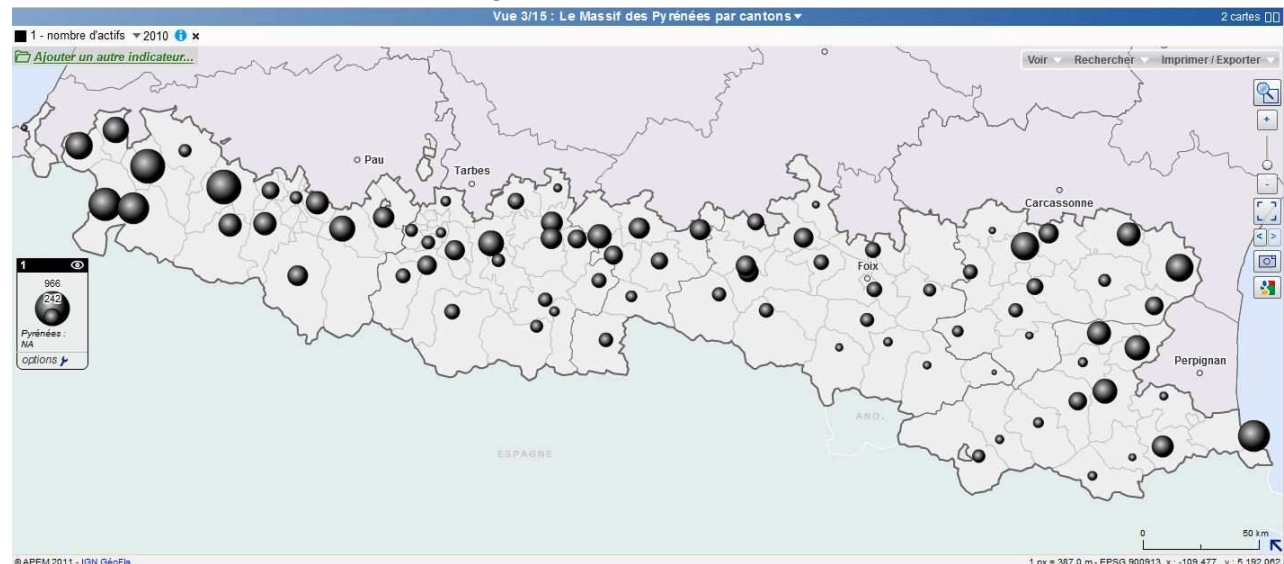 Vue 3/15 : Le Massif des Pyrénées par cantons
2 cartes
1 - nombre d'actifs 2010
Ajouter un autre indicateur...
Voir Rechercher Imprimer / Exporter
Pau
Tarbes
Carcassonne
Foix
Perpignan
AND.
ESPAGNE
1
966
242
Pyrénées :
NA
options
+
-
< >
0 50 km
© APEM 2011 - IGN GéoFla
1 px = 387.0 m - EPSG 900913 x : -109 477 y : 5 192 062